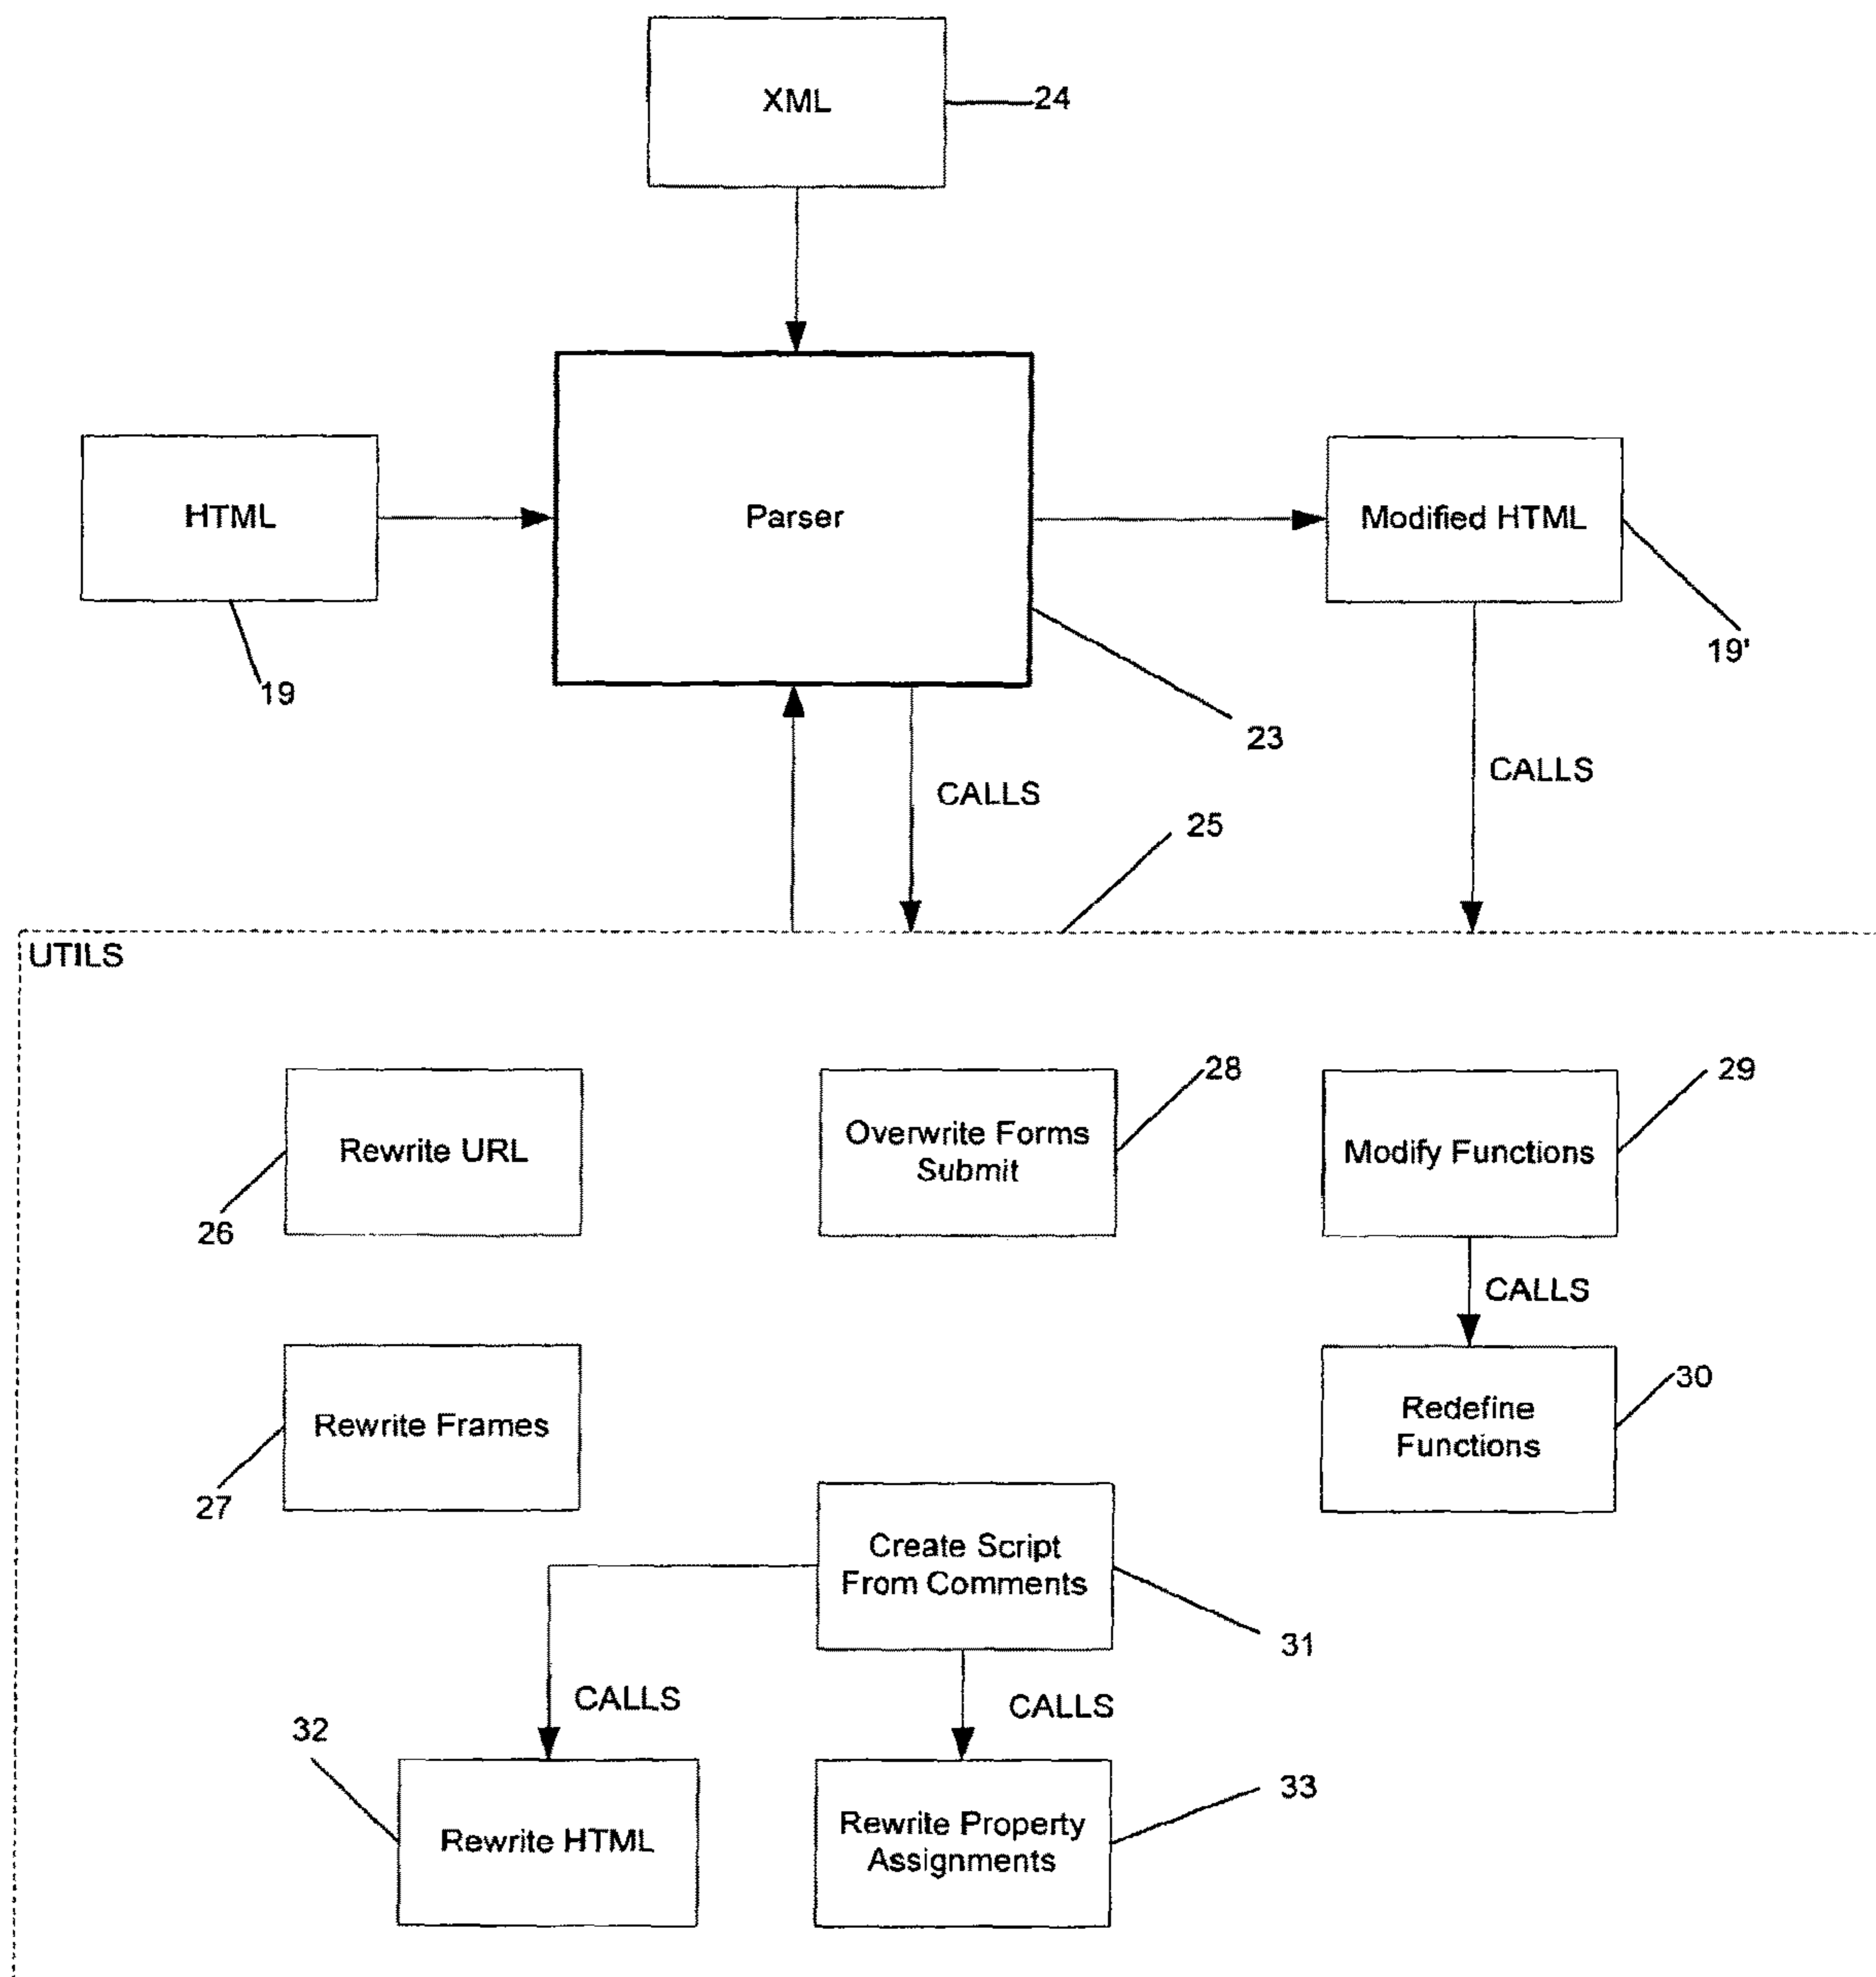 XML
24
HTML
Parser
Modified HTML
19
19'
23
CALLS
CALLS
25
UTILS
28
29
Rewrite URL
Overwrite Forms
Submit
Modify Functions
26
CALLS
30
Rewrite Frames
Redefine
Functions
27
Create Script
From Comments
31
CALLS
CALLS
32
33
Rewrite HTML
Rewrite Property
Assignments